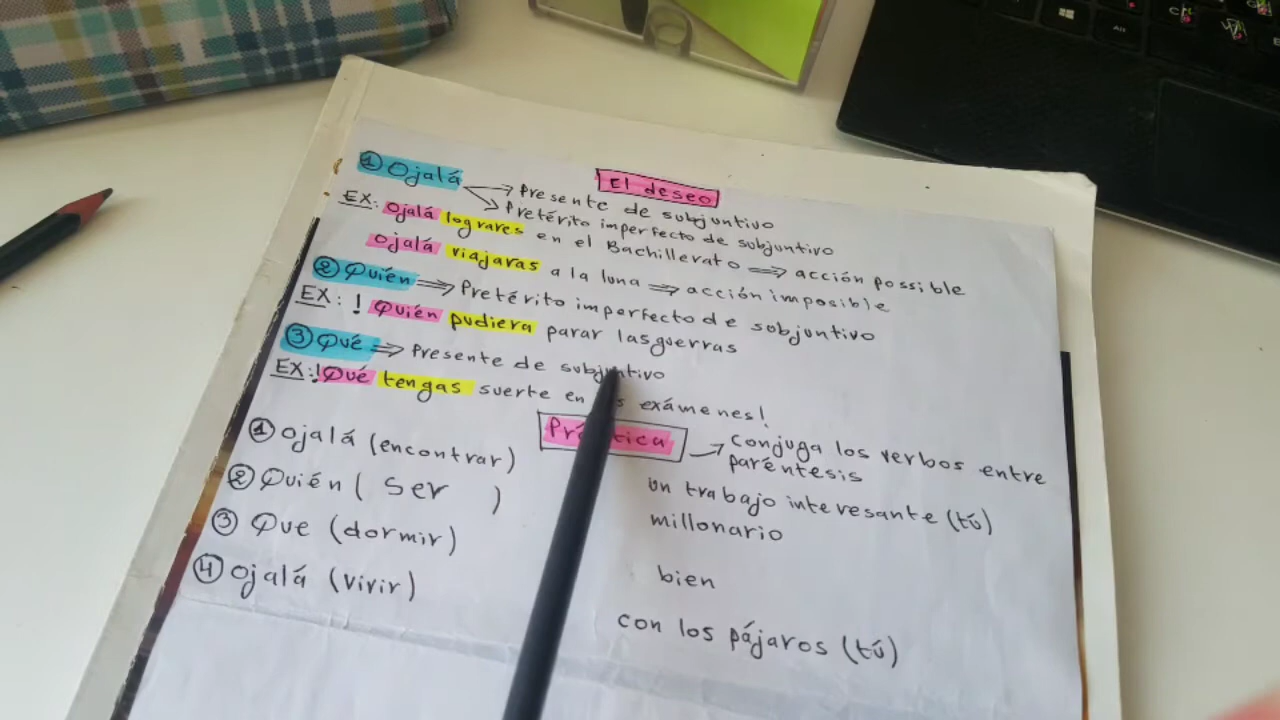 El deseo
① Ojalá → Presente de subjuntivo
→ Pretérito imperfecto de subjuntivo
EX: Ojalá lograres en el Bachillerato ⟹ acción possible
Ojalá viajaras a la luna ⟹ acción imposible
② Quién ⟹ Pretérito imperfecto de subjuntivo
EX: ! Quién pudiera parar las guerras
③ Qué ⟹ Presente de subjuntivo
EX: ! Qué tengas suerte en s exámenes!
Práctica → Conjuga los verbos entre
paréntesis
① Ojalá (encontrar) un trabajo interesante (tú)
② Quién ( ser ) millonario
③ Que (dormir) bien
④ Ojalá (vivir) con los pájaros (tú)
Alt